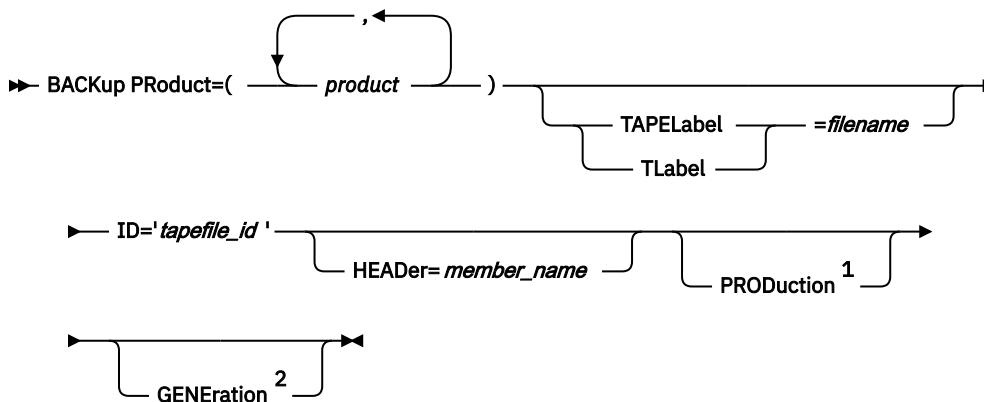 ,
BACKup PRoduct=( product )
TAPELabel =filename
TLabel
ID='tapefile_id '
HEADer= member_name
PRODuction 1
GENEration 2